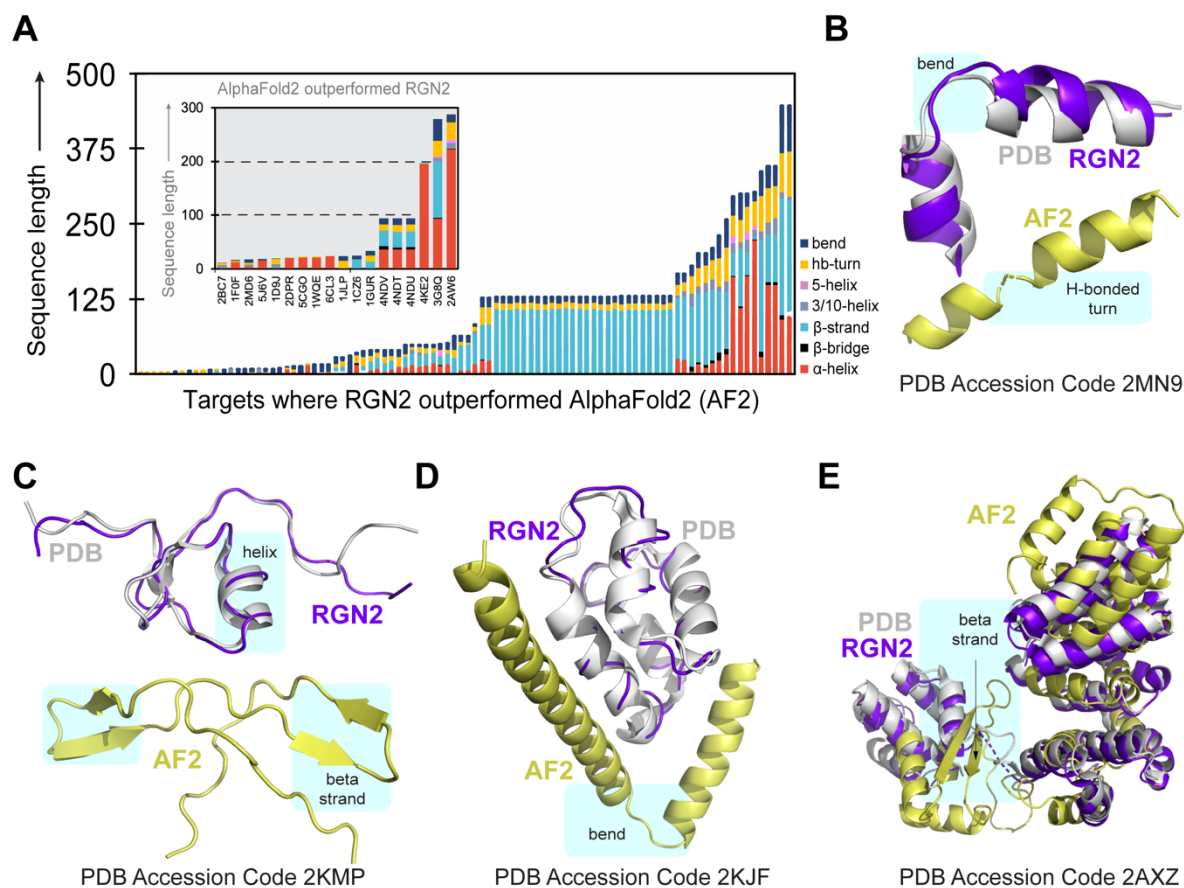 A
AlphaFold2 outperformed RGN2
Sequence length
500
375
250
125
0
Sequence length
300
200
100
0
2BC7
1F0F
2MD6
5J6V
1D9J
2DPR
5CGO
1WQE
6CL3
1JLP
1CZ6
1GUR
4NDV
4NDT
4NDU
4KE2
3G8Q
2AW6
bend
hb-turn
5-helix
3/10-helix
β-strand
β-bridge
α-helix
Targets where RGN2 outperformed AlphaFold2 (AF2)
B
bend
PDB
RGN2
AF2
H-bonded
turn
PDB Accession Code 2MN9
C
PDB
helix
RGN2
AF2
beta
strand
PDB Accession Code 2KMP
D
RGN2
PDB
AF2
bend
PDB Accession Code 2KJF
E
AF2
PDB
RGN2
beta
strand
PDB Accession Code 2AXZ